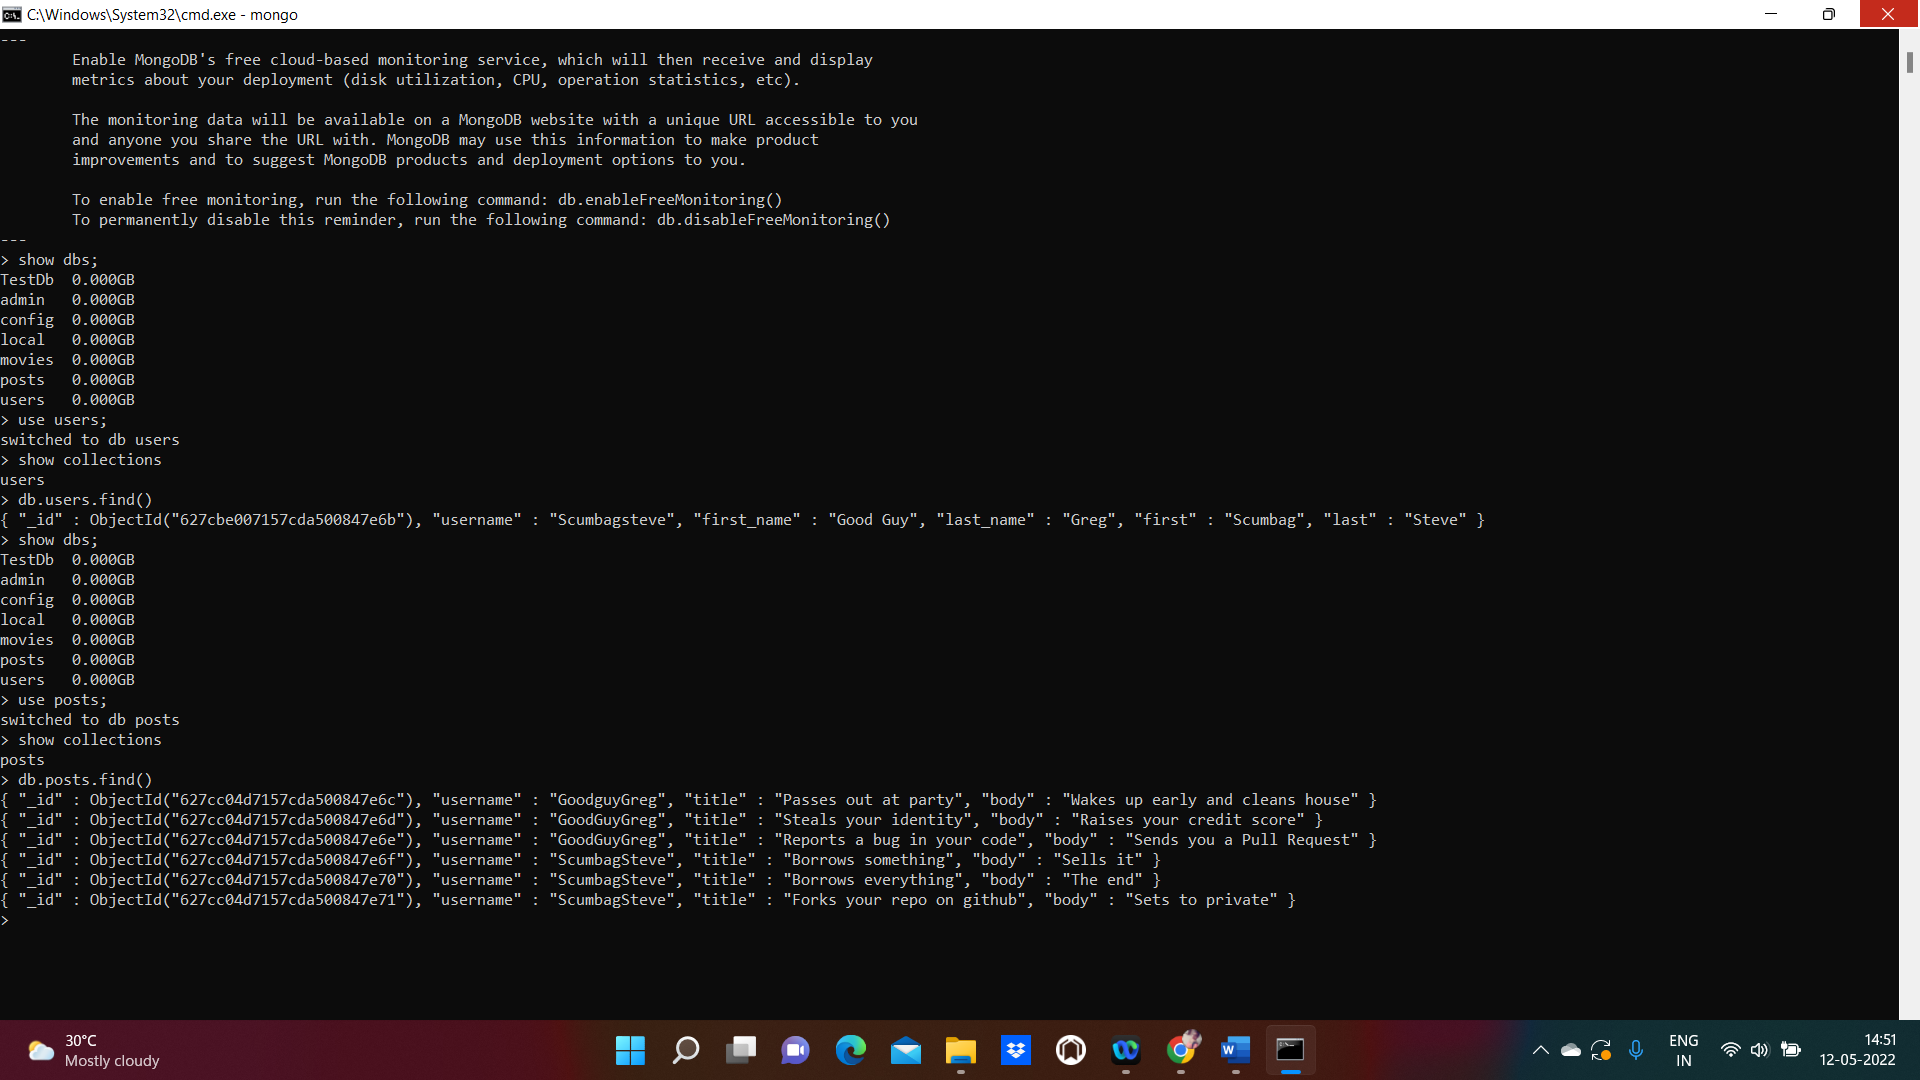 C:\Windows\System32\cmd.exe - mongo
---
Enable MongoDB's free cloud-based monitoring service, which will then receive and display
metrics about your deployment (disk utilization, CPU, operation statistics, etc).
The monitoring data will be available on a MongoDB website with a unique URL accessible to you
and anyone you share the URL with. MongoDB may use this information to make product
improvements and to suggest MongoDB products and deployment options to you.
To enable free monitoring, run the following command: db.enableFreeMonitoring()
To permanently disable this reminder, run the following command: db.disableFreeMonitoring()
---
> show dbs;
TestDb  0.000GB
admin   0.000GB
config  0.000GB
local   0.000GB
movies  0.000GB
posts   0.000GB
users   0.000GB
> use users;
switched to db users
> show collections
users
> db.users.find()
{ "_id" : ObjectId("627cbe007157cda500847e6b"), "username" : "Scumbagsteve", "first_name" : "Good Guy", "last_name" : "Greg", "first" : "Scumbag", "last" : "Steve" }
> show dbs;
TestDb  0.000GB
admin   0.000GB
config  0.000GB
local   0.000GB
movies  0.000GB
posts   0.000GB
users   0.000GB
> use posts;
switched to db posts
> show collections
posts
> db.posts.find()
{ "_id" : ObjectId("627cc04d7157cda500847e6c"), "username" : "GoodguyGreg", "title" : "Passes out at party", "body" : "Wakes up early and cleans house" }
{ "_id" : ObjectId("627cc04d7157cda500847e6d"), "username" : "GoodGuyGreg", "title" : "Steals your identity", "body" : "Raises your credit score" }
{ "_id" : ObjectId("627cc04d7157cda500847e6e"), "username" : "GoodGuyGreg", "title" : "Reports a bug in your code", "body" : "Sends you a Pull Request" }
{ "_id" : ObjectId("627cc04d7157cda500847e6f"), "username" : "ScumbagSteve", "title" : "Borrows something", "body" : "Sells it" }
{ "_id" : ObjectId("627cc04d7157cda500847e70"), "username" : "ScumbagSteve", "title" : "Borrows everything", "body" : "The end" }
{ "_id" : ObjectId("627cc04d7157cda500847e71"), "username" : "ScumbagSteve", "title" : "Forks your repo on github", "body" : "Sets to private" }
>
30°C
Mostly cloudy
ENG
IN
14:51
12-05-2022